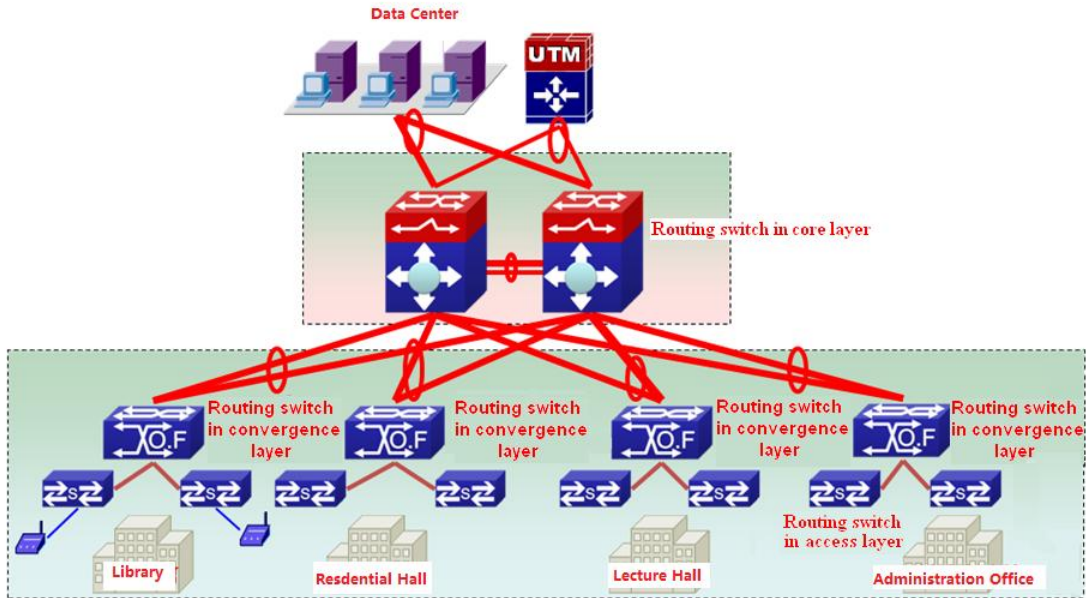 Data Center
UTM
Routing switch in core layer
Routing switch
in convergence
layer
Routing switch
in convergence
layer
Routing switch
in convergence
layer
Routing switch
in convergence
layer
O.F
O.F
O.F
O.F
S
S
S
S
S
S
S
S
Routing switch
in access layer
Library
Resdential Hall
Lecture Hall
Administration Office